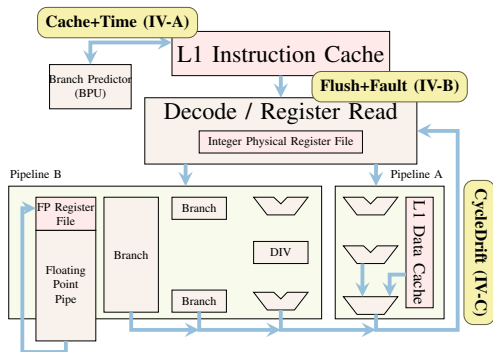 Cache+Time (IV-A)
L1 Instruction Cache
Branch Predictor
(BPU)
Flush+Fault (IV-B)
Decode / Register Read
Integer Physical Register File
Pipeline B
Pipeline A
FP Register
File
Floating
Point
Pipe
Branch
Branch
DIV
Branch
L1 Data
Cache
CycleDrift (IV-C)